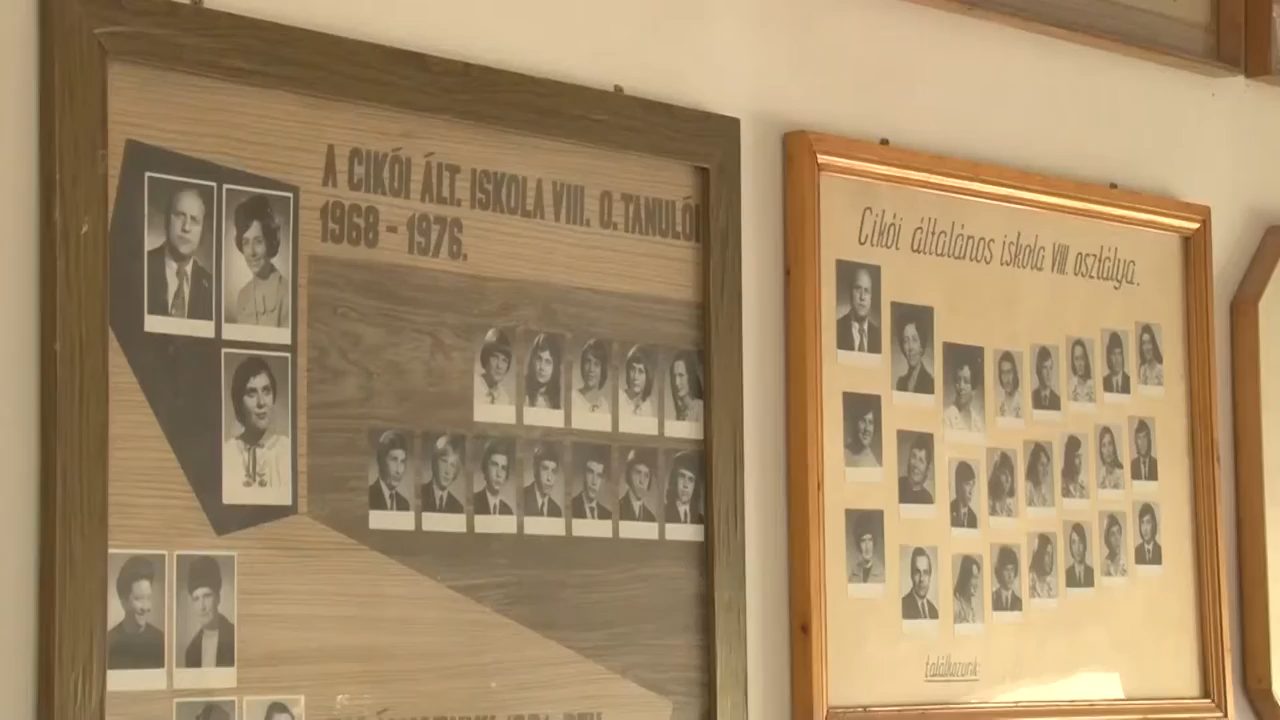 A CIKÓI ÁLT. ISKOLA VIII. O. TANULÓI
1968 - 1976.
Cikói általános iskola VIII. osztálya.
találkozunk: